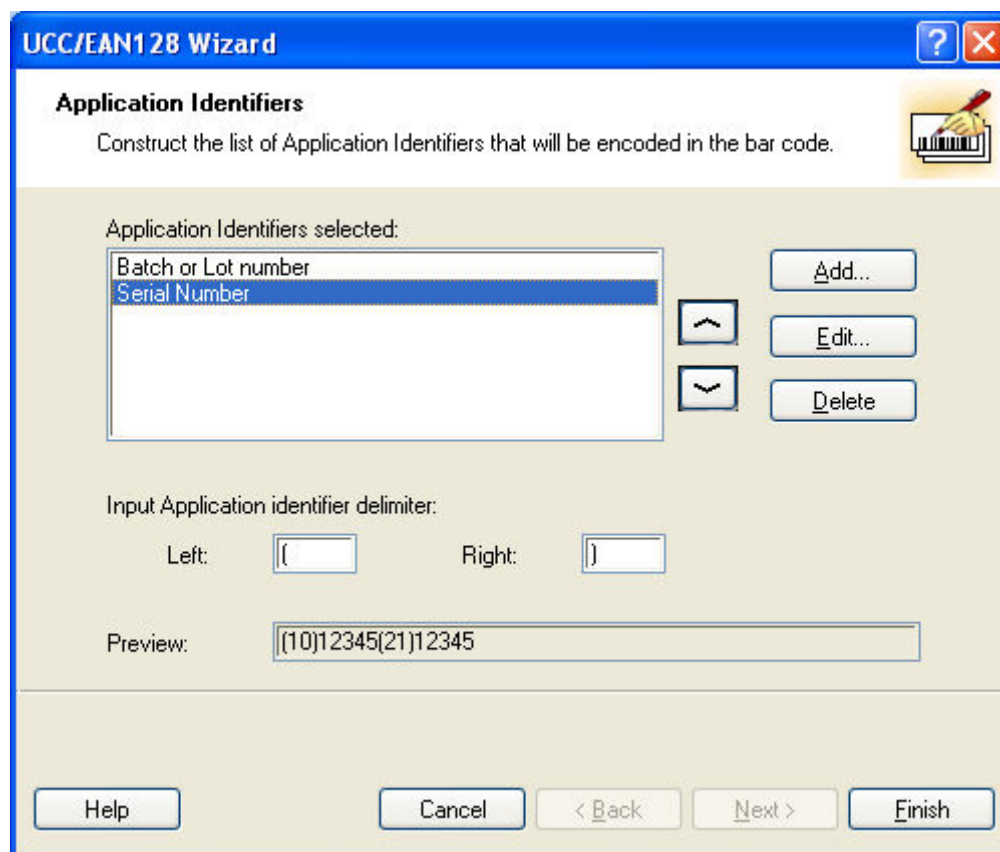 UCC/EAN128 Wizard
Application Identifiers
Construct the list of Application Identifiers that will be encoded in the bar code.
Application Identifiers selected:
Batch or Lot number
Serial Number
Add...
Edit...
Delete
Input Application identifier delimiter:
Left: ( Right: )
Preview: (10)12345(21)12345
Help Cancel < Back Next > Finish